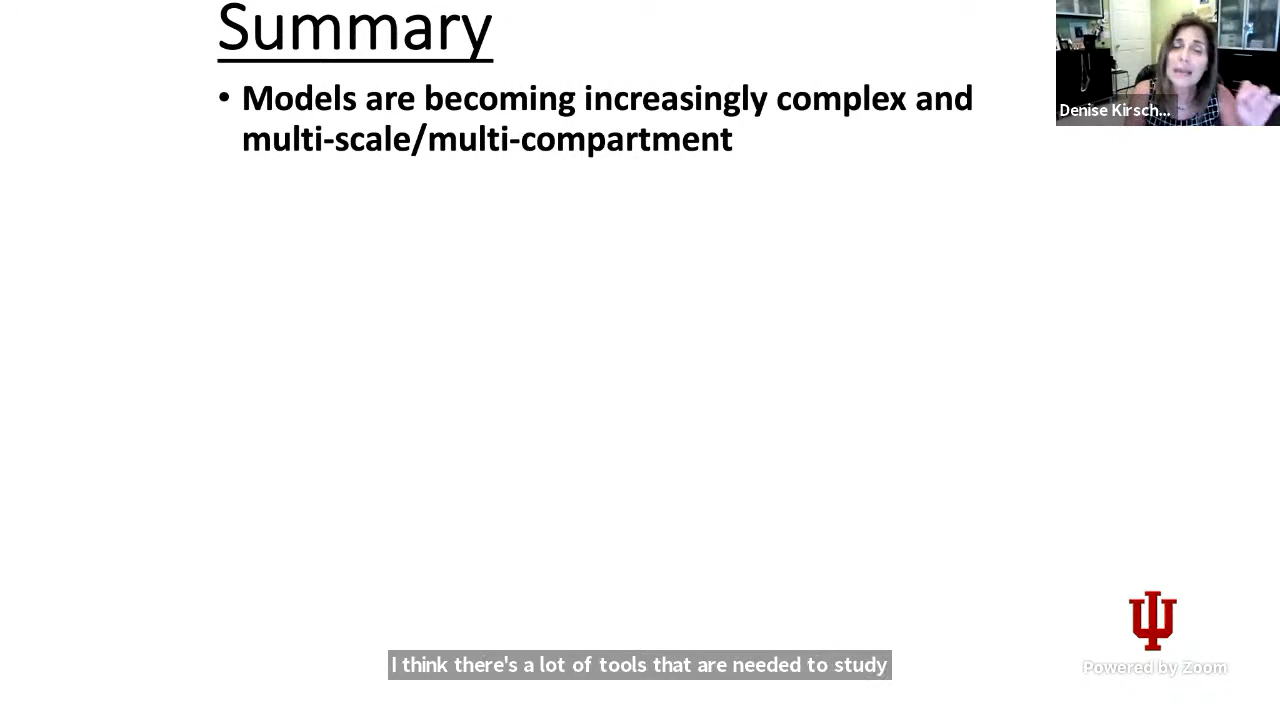 Summary
• Models are becoming increasingly complex and
multi-scale/multi-compartment
Denise Kirsch...
I think there's a lot of tools that are needed to study
Powered by Zoom